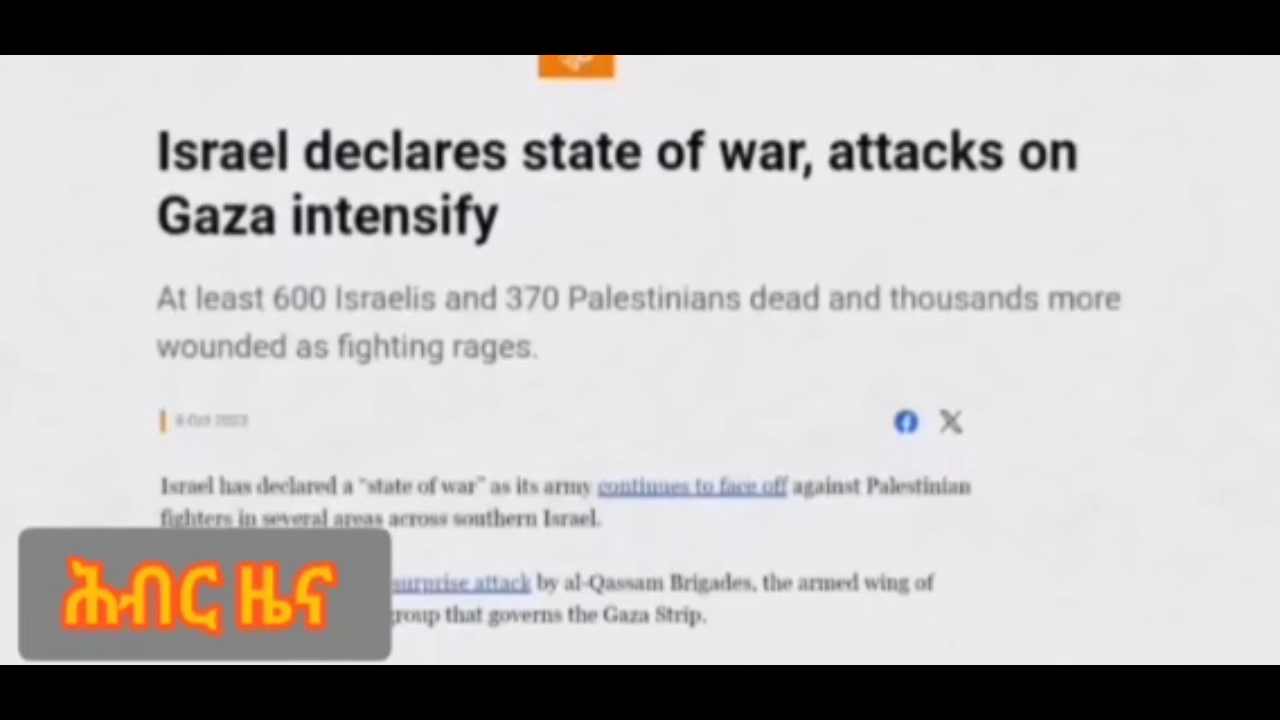 Israel declares state of war, attacks on
Gaza intensify
At least 600 Israelis and 370 Palestinians dead and thousands more
wounded as fighting rages.
Oct 2023
Israel has declared a “state of war” as its army continues to face off against Palestinian
fighters in several areas across southern Israel.
surprise attack by al-Qassam Brigades, the armed wing of
group that governs the Gaza Strip.
ሕብር ዜና